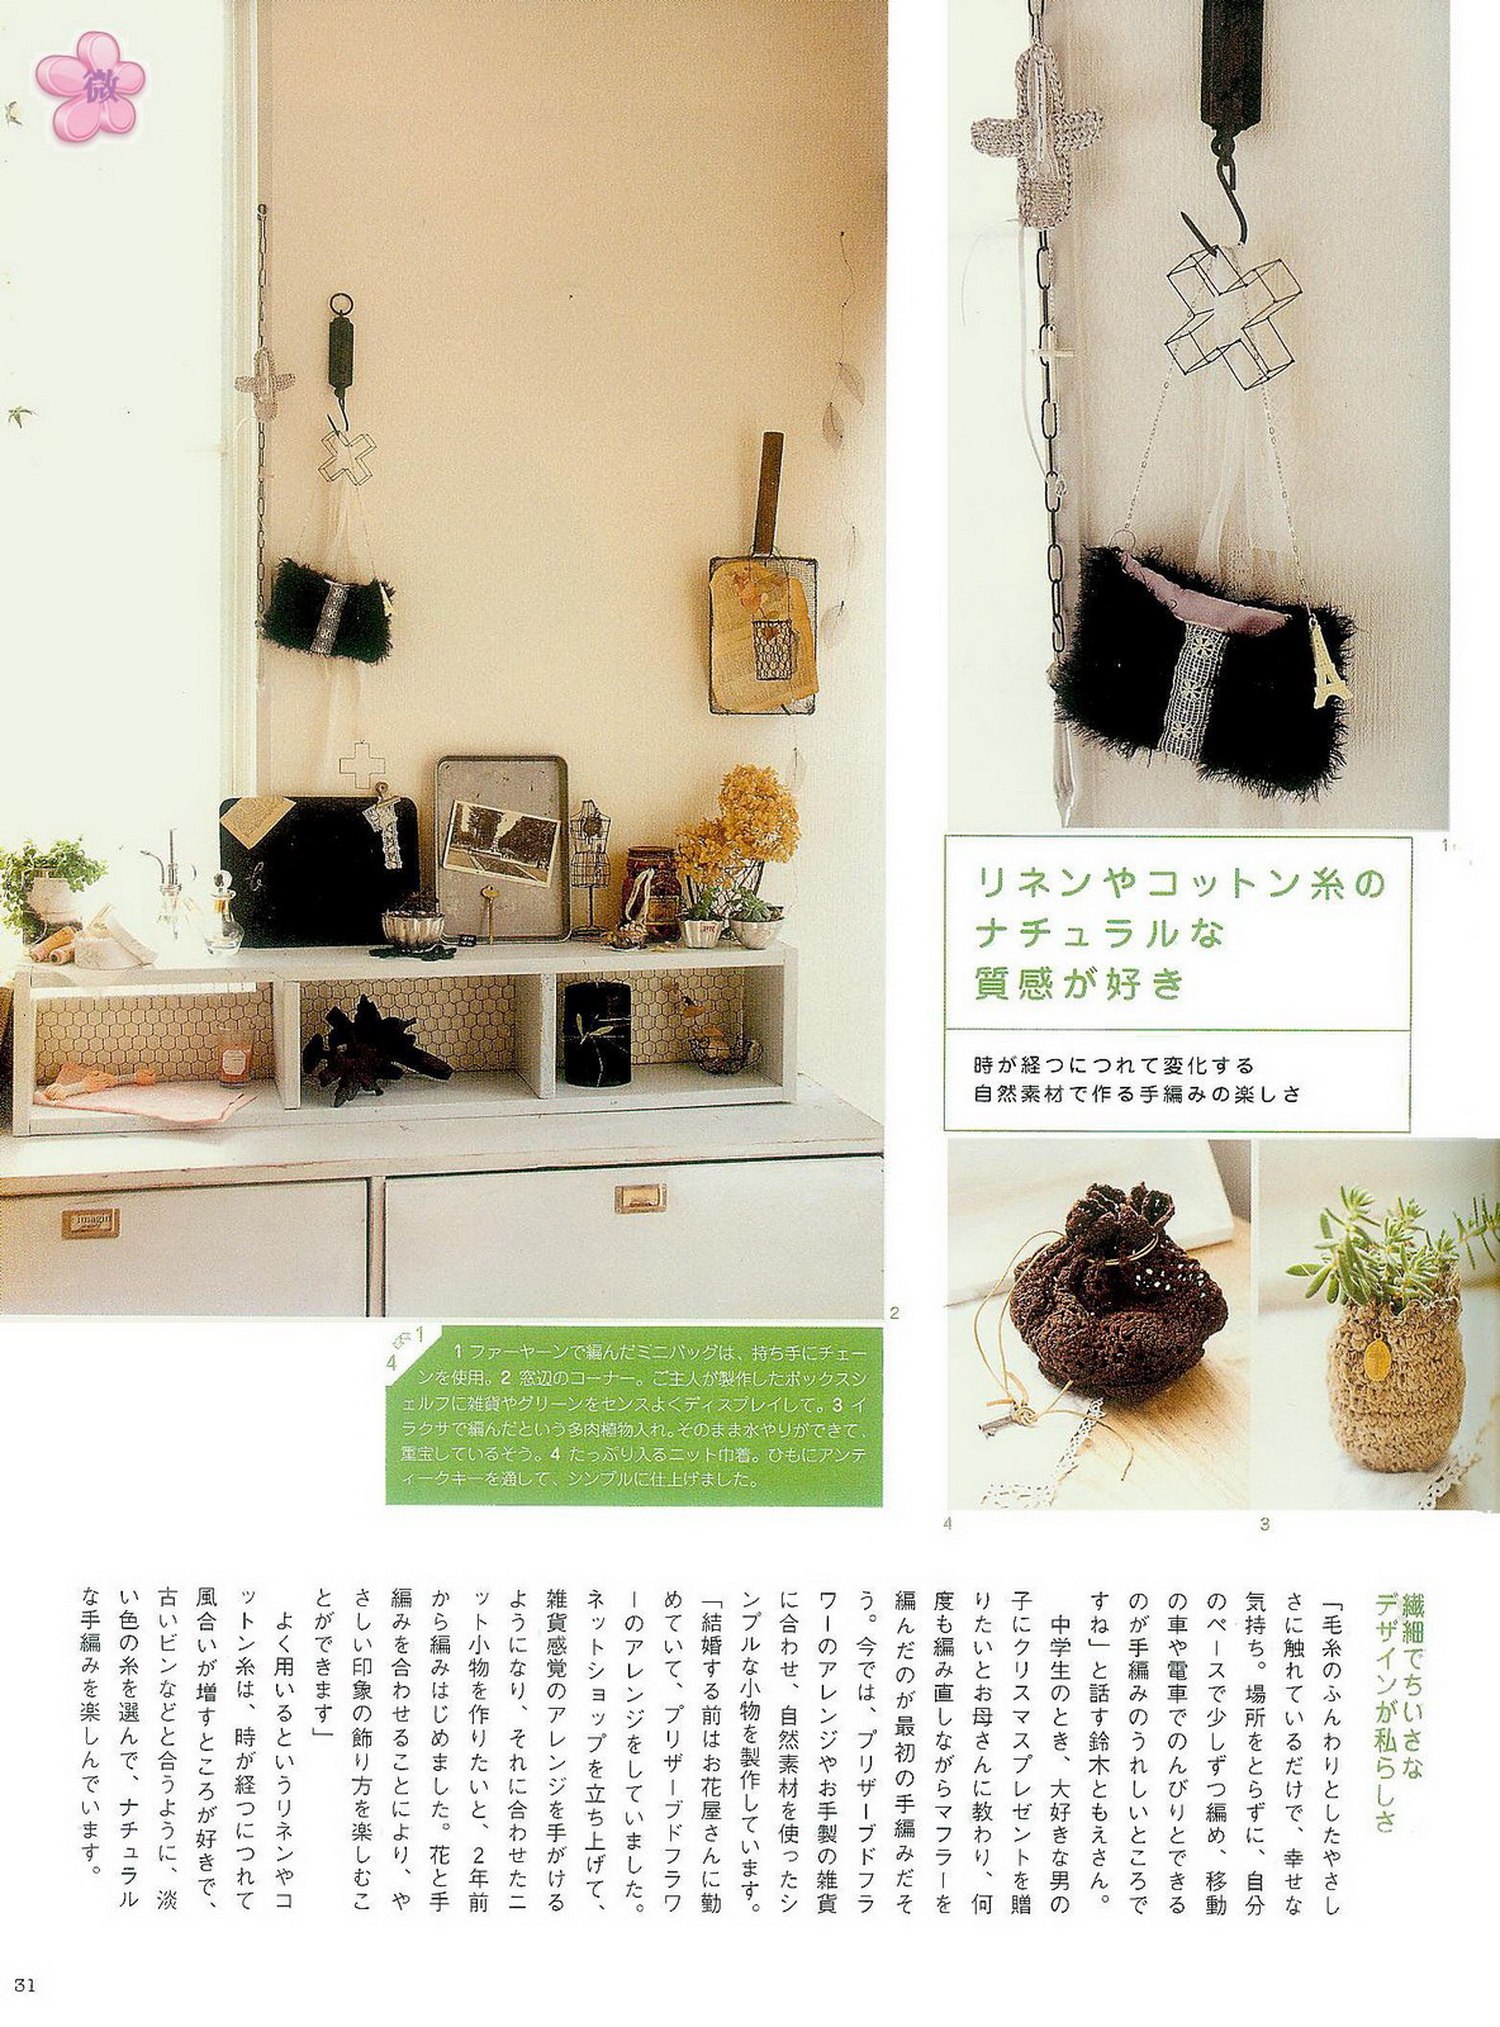 微
1
リネンやコットン糸の
ナチュラルな
質感が好き
時が経つにつれて変化する
自然素材で作る手編みの楽しさ
2
1
4
1 ファーヤーンで編んだミニバッグは、持ち手にチェー
ンを使用。2 窓辺のコーナー。ご主人が製作したボックスシ
ェルフに雑貨やグリーンをセンスよくディスプレイして。3 イ
ラクサで編んだという多肉植物入れ。そのまま水やりができて、
重宝しているそう。4 たっぷり入るニット巾着。ひもにアンテ
ィークキーを通して、シンプルに仕上げました。
4
3
繊細でちいさな
デザインが私らしさ
「毛糸のふんわりとしたやさし
さに触れているだけで、幸せな
気持ち。場所をとらずに、自分
のペースで少しずつ編め、移動
の車や電車でのんびりとできる
のが手編みのうれしいところで
すね」と話す鈴木ともえさん。
中学生のとき、大好きな男の
子にクリスマスプレゼントを贈
りたいとお母さんに教わり、何
度も編み直しながらマフラーを
編んだのが最初の手編みだそ
う。今では、プリザーブドフラ
ワーのアレンジやお手製の雑貨
に合わせ、自然素材を使ったシ
ンプルな小物を製作しています。
「結婚する前はお花屋さんに勤
めていて、プリザーブドフラワ
ーのアレンジをしていました。
ネットショップを立ち上げて、
雑貨感覚のアレンジを手がける
ようになり、それに合わせたニ
ット小物を作りたいと、2年前
から編みはじめました。花と手
編みを合わせることにより、や
さしい印象の飾り方を楽しむこ
とができます」
よく用いるというリネンやコ
ットン糸は、時が経つにつれて
風合いが増すところが好きで、
古いビンなどと合うように、淡
い色の糸を選んで、ナチュラル
な手編みを楽しんでいます。
31